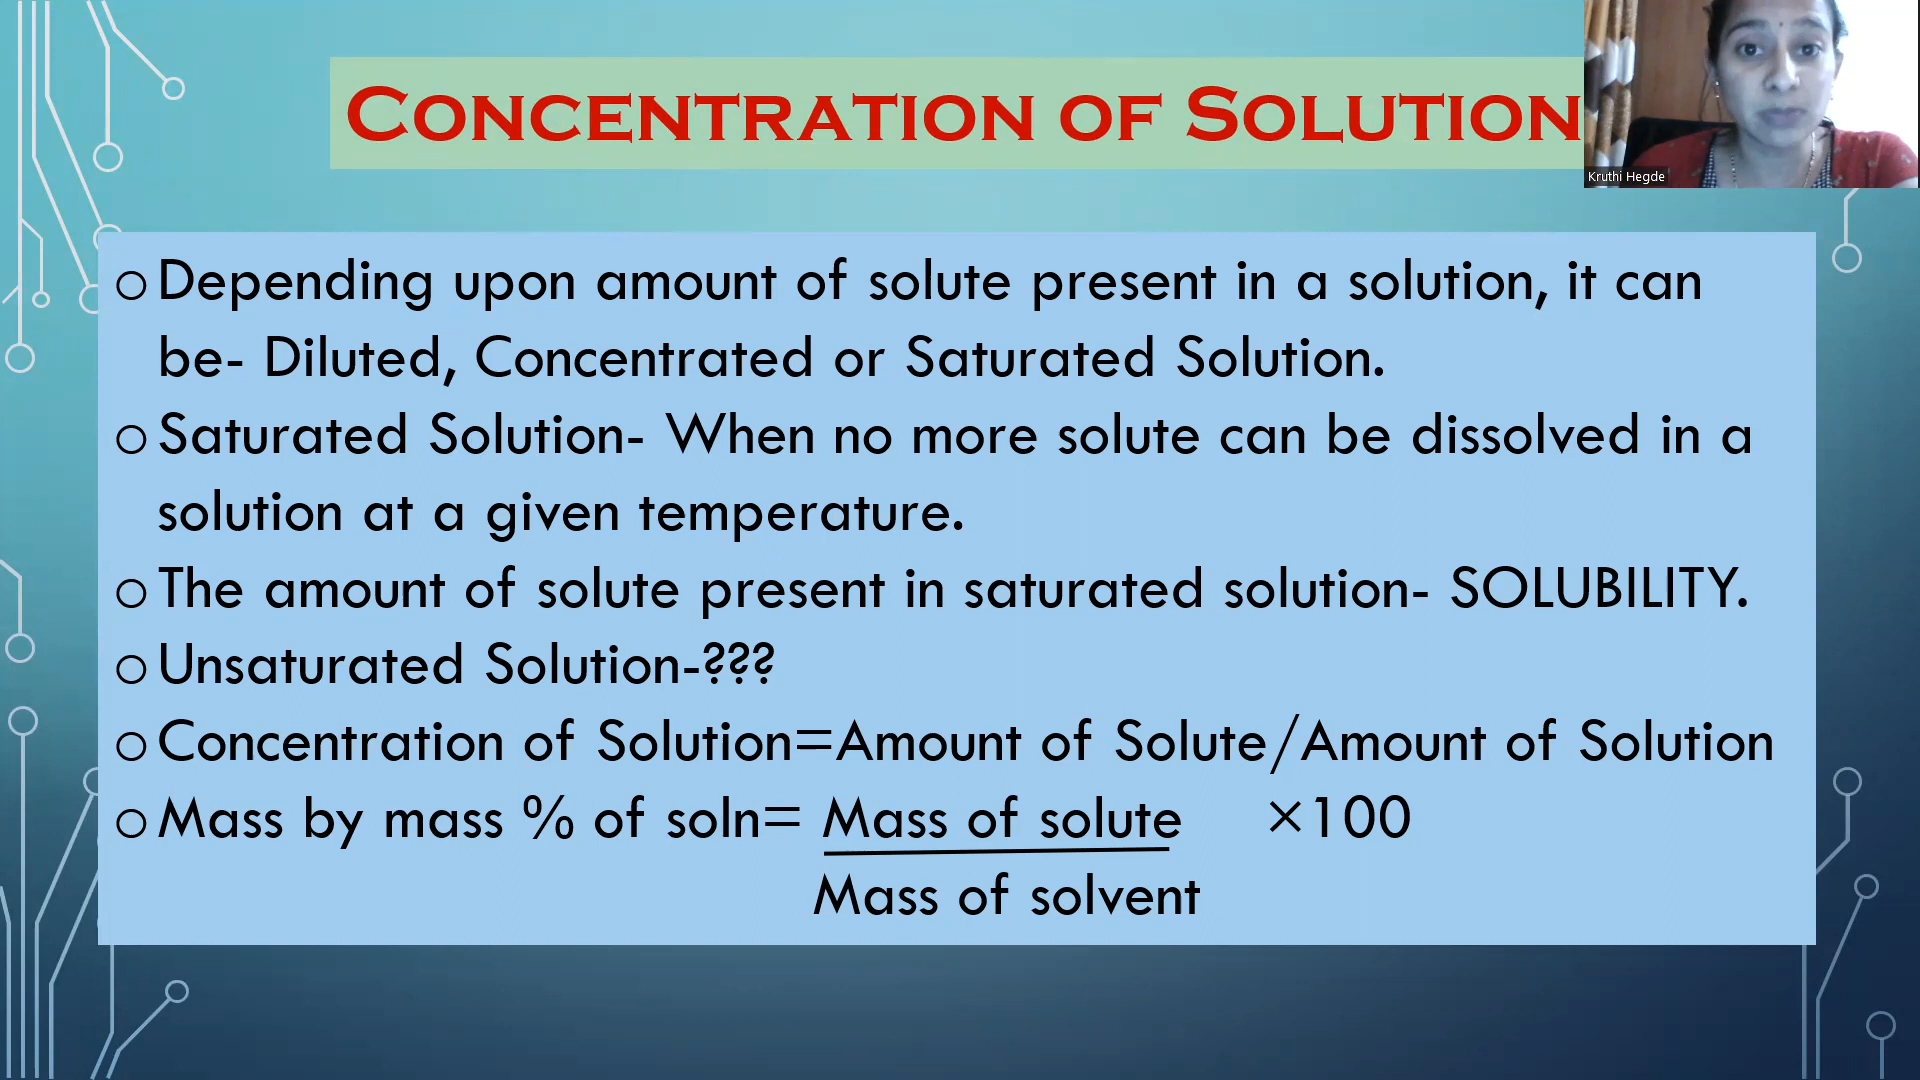 CONCENTRATION OF SOLUTION
Kruthi Hegde
○ Depending upon amount of solute present in a solution, it can
be- Diluted, Concentrated or Saturated Solution.
○ Saturated Solution- When no more solute can be dissolved in a
solution at a given temperature.
○ The amount of solute present in saturated solution- SOLUBILITY.
○ Unsaturated Solution-???
○ Concentration of Solution=Amount of Solute/Amount of Solution
○ Mass by mass % of soln= Mass of solute ×100
Mass of solvent